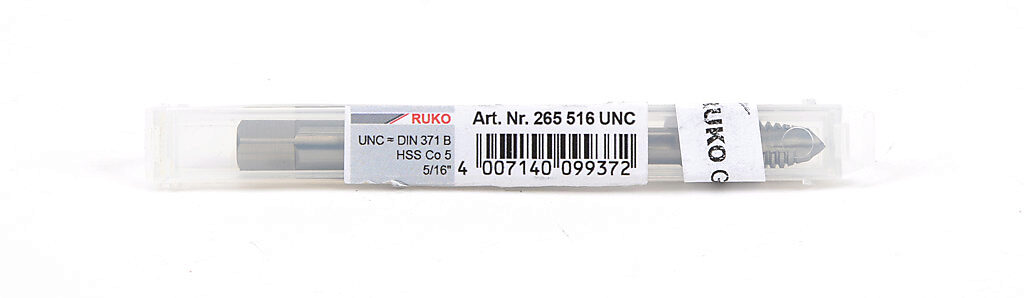 RUKO
UNC ≈ DIN 371 B
HSS Co 5
5/16"
Art. Nr. 265 516 UNC
4 007140 099372
RUKO G